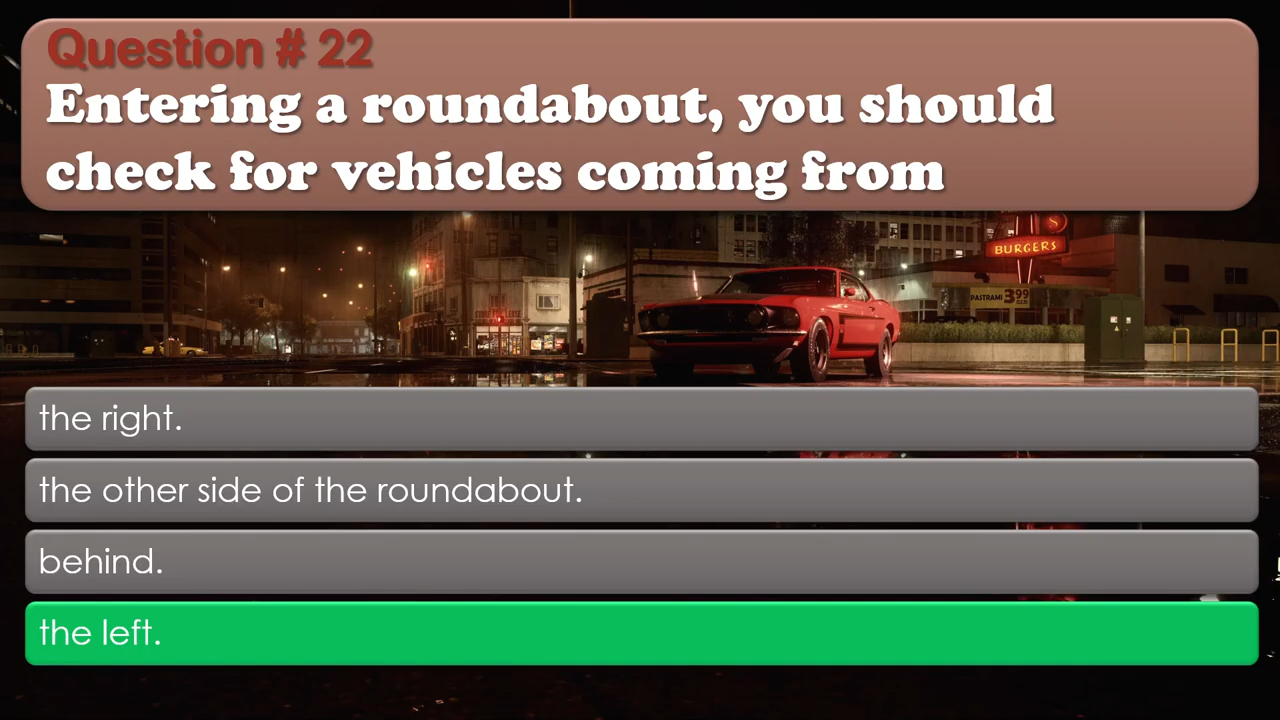 Question # 22
Entering a roundabout, you should
check for vehicles coming from
S
BURGERS
PASTRAMI 3.99
the right.
the other side of the roundabout.
behind.
the left.